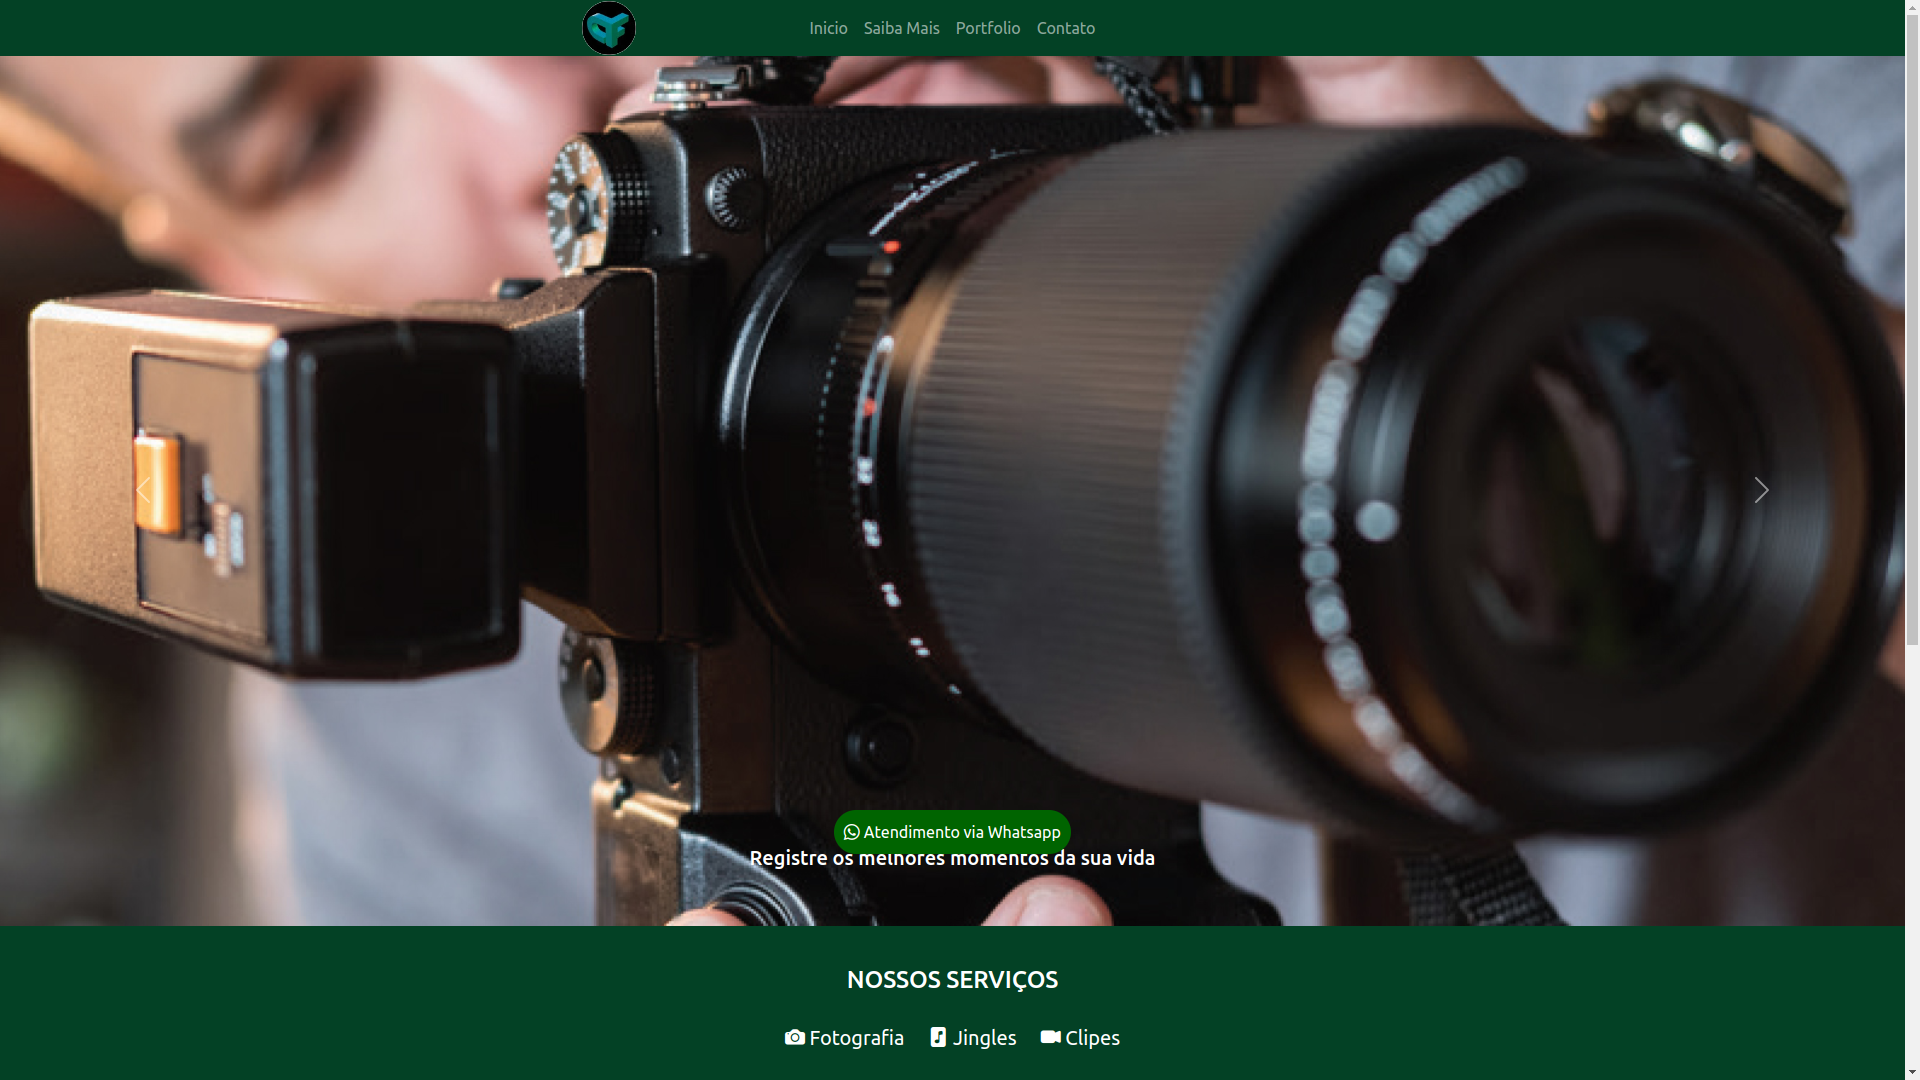 Inicio Saiba Mais Portfolio Contato
Atendimento via Whatsapp
Registre os melhores momentos da sua vida
NOSSOS SERVIÇOS
Fotografia Jingles Clipes